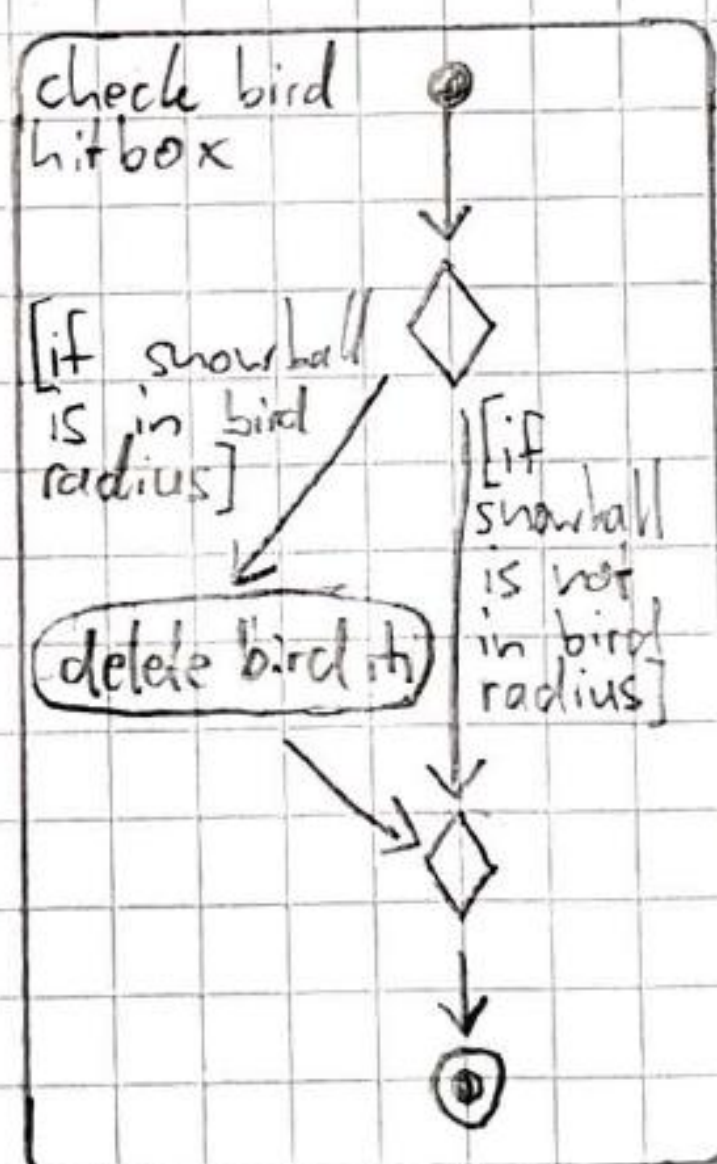 check bird
hitbox
[if snowball
is in bird
radius]
[if
snowball
is not
in bird
radius]
delete bird